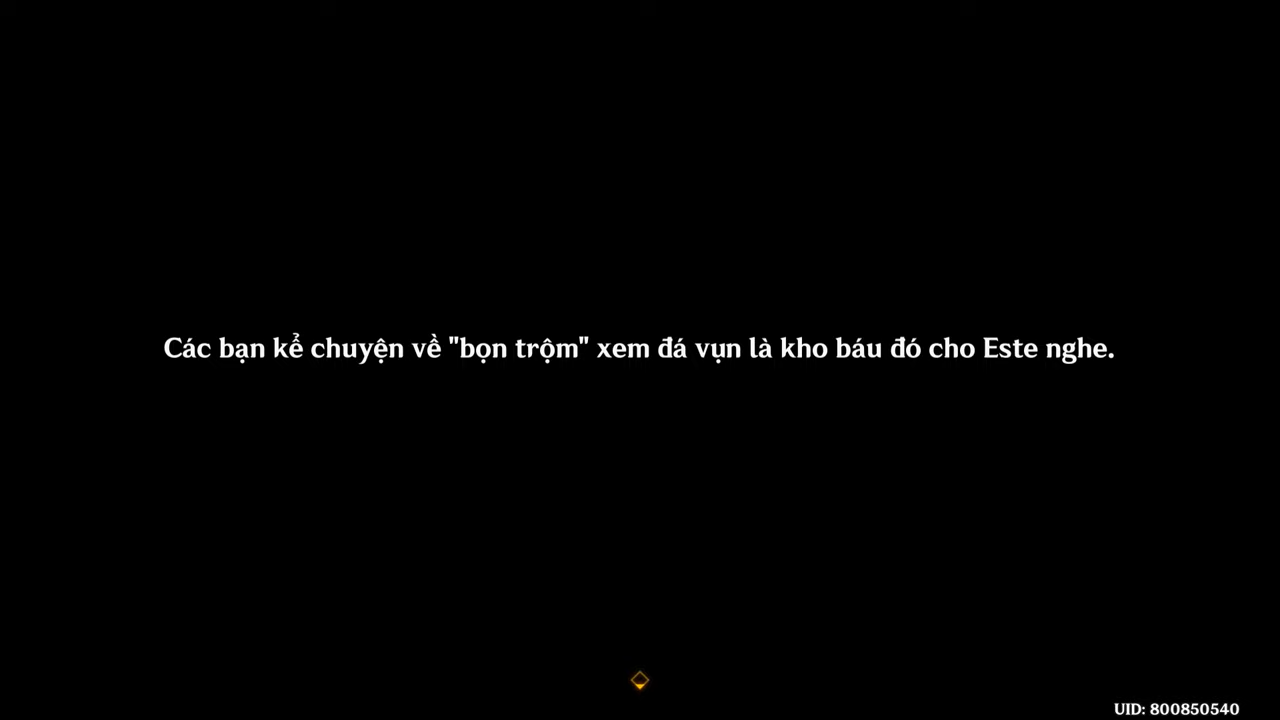 Các bạn kể chuyện về "bọn trộm" xem đá vụn là kho báu đó cho Este nghe.
UID: 800850540